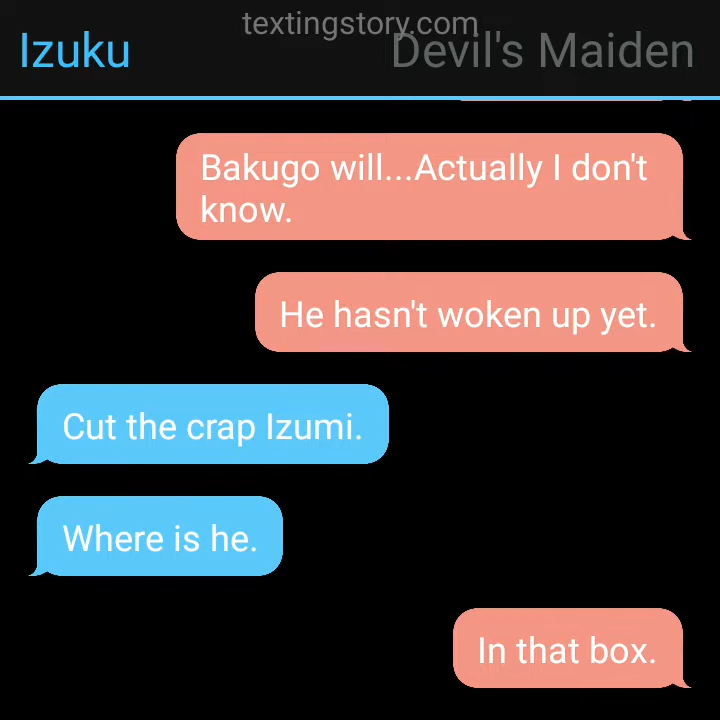 textingstory.com
Izuku
Devil's Maiden
Bakugo will...Actually I don't
know.
He hasn't woken up yet.
Cut the crap Izumi.
Where is he.
In that box.